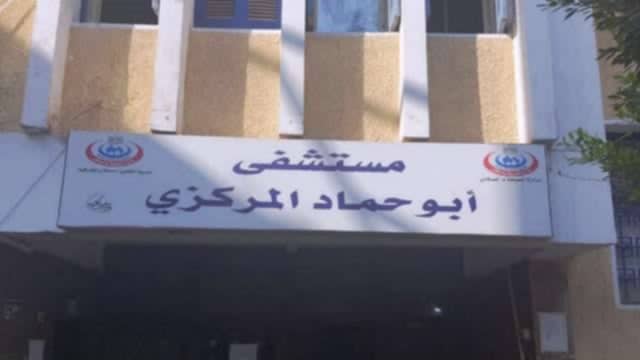 مستشفى
أبو حماد المركزي